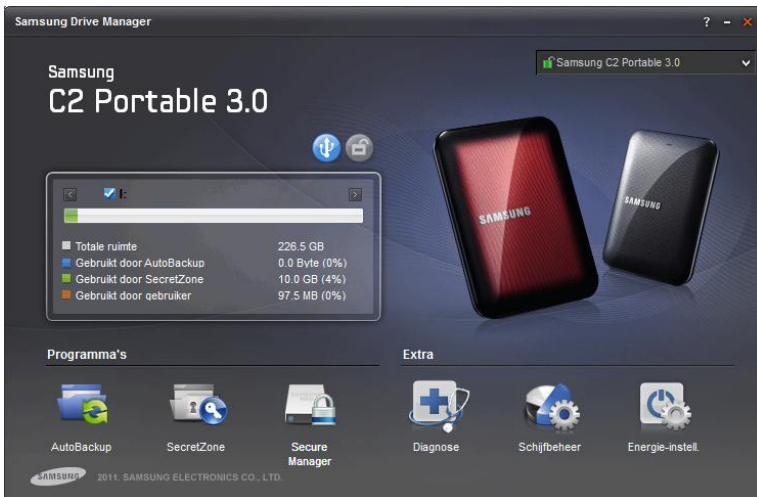 Samsung Drive Manager
Samsung C2 Portable 3.0
Samsung
C2 Portable 3.0
I:
Totale ruimte 226.5 GB
Gebruikt door AutoBackup 0.0 Byte (0%)
Gebruikt door SecretZone 10.0 GB (4%)
Gebruikt door gebruiker 97.5 MB (0%)
SAMSUNG
SAMSUNG
Programma's
Extra
AutoBackup
SecretZone
Secure
Manager
Diagnose
Schijfbeheer
Energie-instell.
SAMSUNG 2011. SAMSUNG ELECTRONICS CO., LTD.